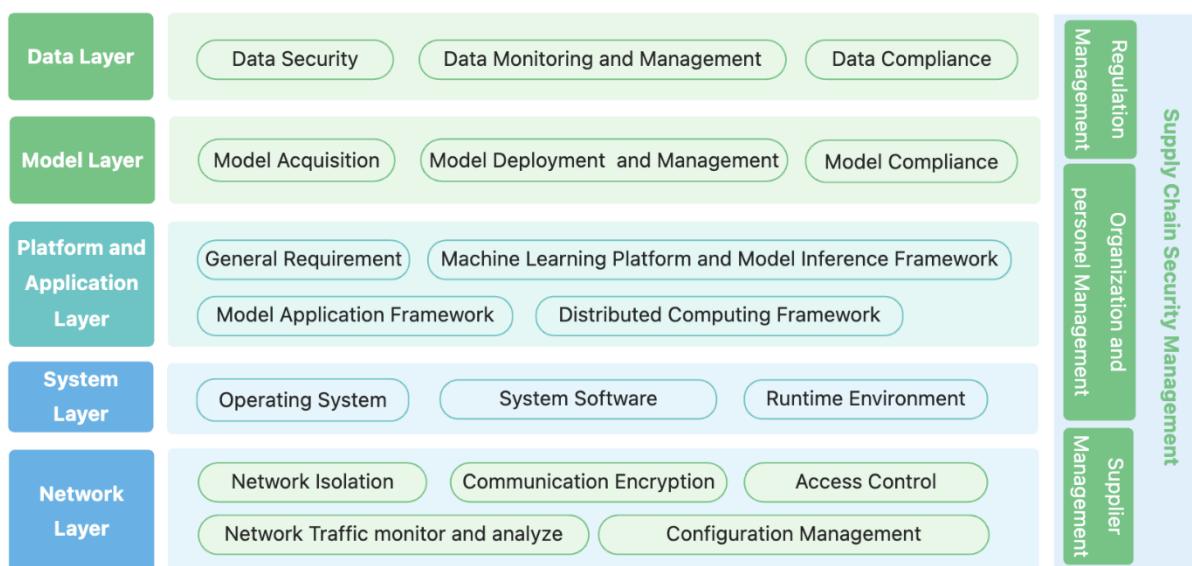 Data Layer
Data Security
Data Monitoring and Management
Data Compliance
Model Layer
Model Acquisition
Model Deployment and Management
Model Compliance
Platform and
Application
Layer
General Requirement
Machine Learning Platform and Model Inference Framework
Model Application Framework
Distributed Computing Framework
System
Layer
Operating System
System Software
Runtime Environment
Network
Layer
Network Isolation
Communication Encryption
Access Control
Network Traffic monitor and analyze
Configuration Management
Regulation
Management
Organization and
personel Management
Supplier
Management
Supply Chain Security Management